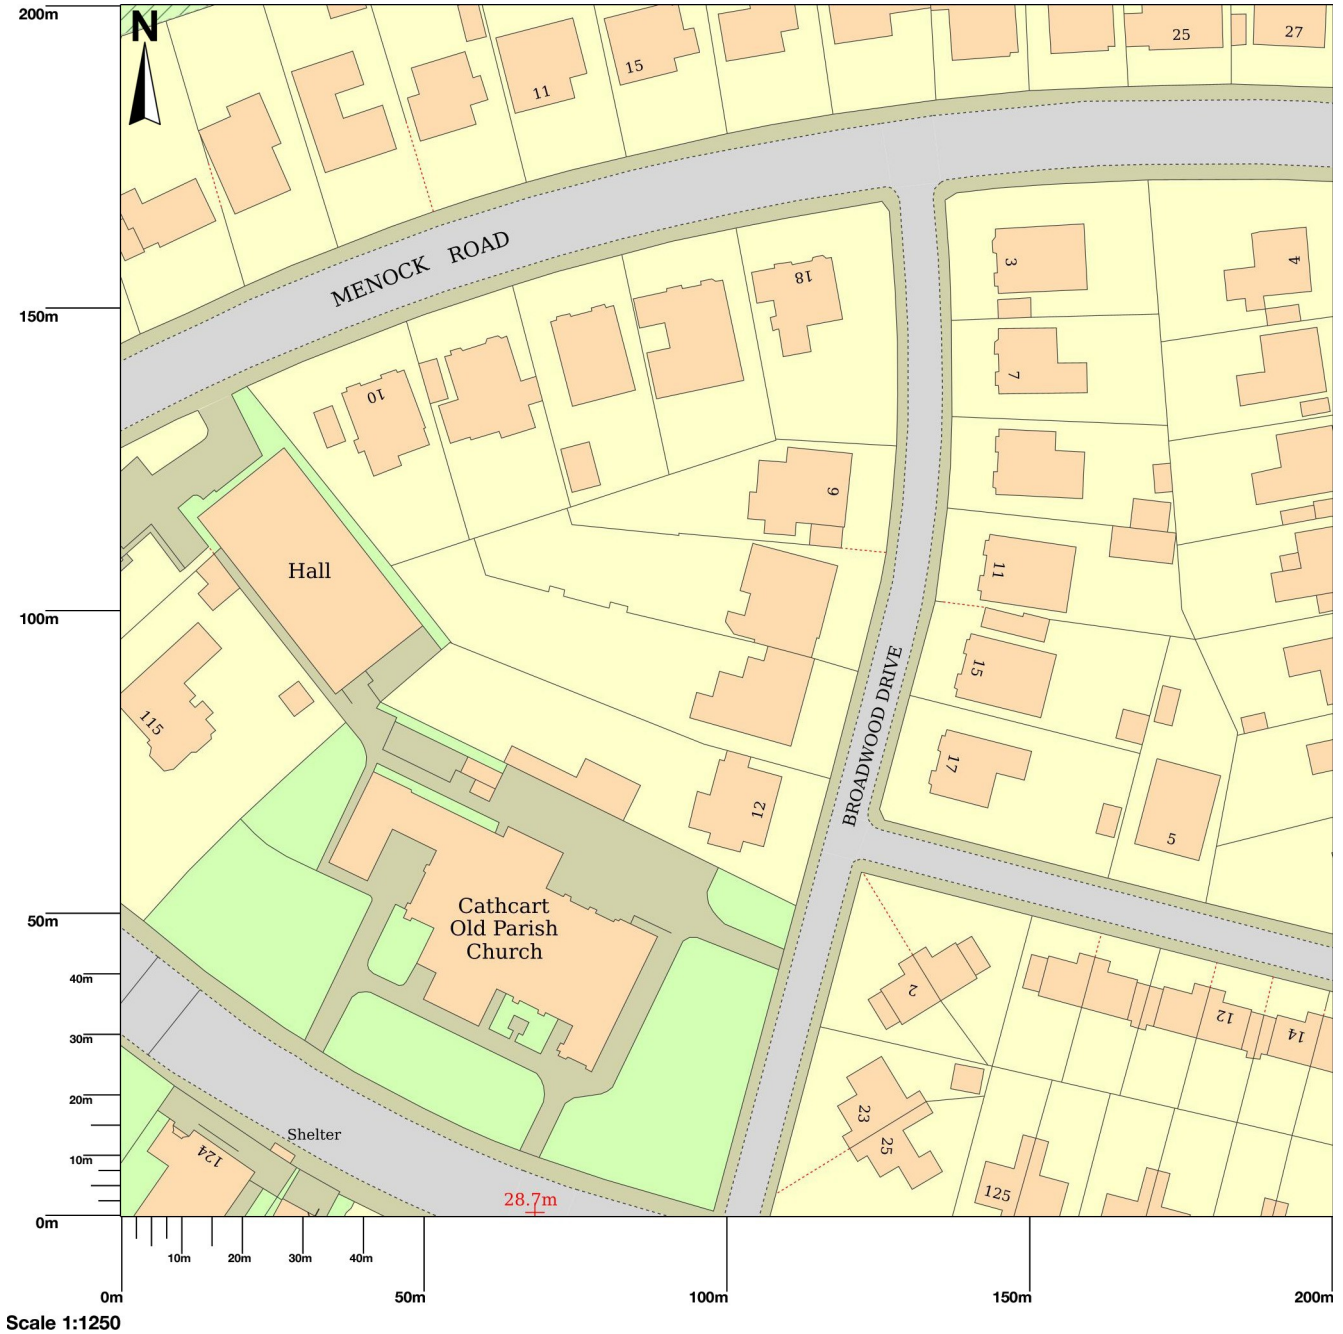 200m
N
25
27
15
11
MENOCK ROAD
18
3
4
150m
7
10
9
11
Hall
100m
15
BROADWOOD DRIVE
115
17
12
5
Cathcart
Old Parish
Church
50m
40m
2
12
14
30m
20m
23
25
Shelter
124
10m
125
28.7m
0m
10m
20m
30m
40m
0m
50m
100m
150m
200m
Scale 1:1250